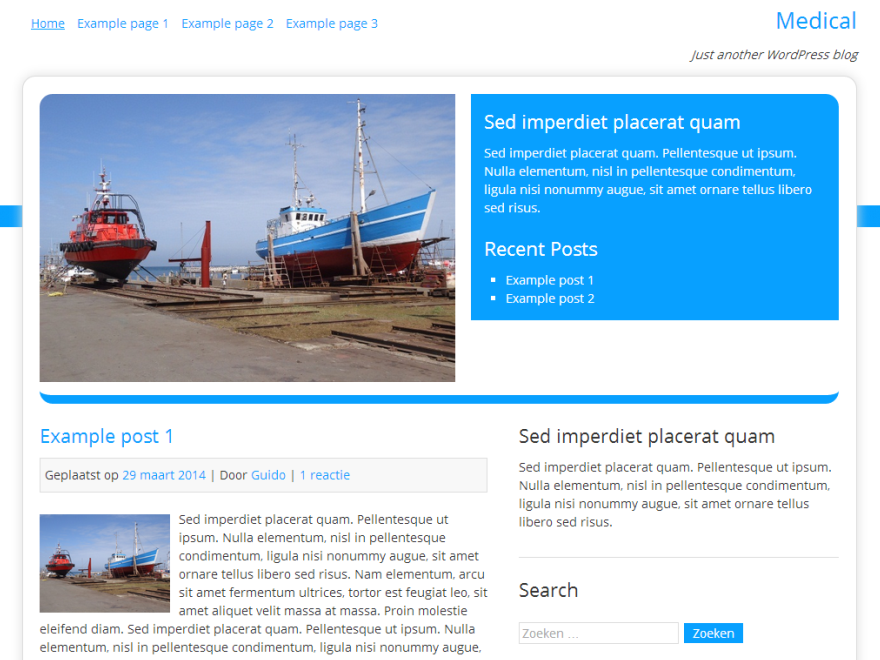 Home Example page 1 Example page 2 Example page 3
Medical
Just another WordPress blog
Sed imperdiet placerat quam
Sed imperdiet placerat quam. Pellentesque ut ipsum.
Nulla elementum, nisl in pellentesque condimentum,
ligula nisi nonummy augue, sit amet ornare tellus libero
sed risus.
Recent Posts
Example post 1
Example post 2
Example post 1
Geplaatst op 29 maart 2014 | Door Guido | 1 reactie
Sed imperdiet placerat quam. Pellentesque ut
ipsum. Nulla elementum, nisl in pellentesque
condimentum, ligula nisi nonummy augue, sit amet
ornare tellus libero sed risus. Nam elementum, arcu
sit amet fermentum ultrices, tortor est feugiat leo, sit
amet aliquet velit massa at massa. Proin molestie
eleifend diam. Sed imperdiet placerat quam. Pellentesque ut ipsum. Nulla
elementum, nisl in pellentesque condimentum, ligula nisi nonummy augue,
Sed imperdiet placerat quam
Sed imperdiet placerat quam. Pellentesque ut ipsum.
Nulla elementum, nisl in pellentesque condimentum,
ligula nisi nonummy augue, sit amet ornare tellus
libero sed risus.
Search
Zoeken ...
Zoeken